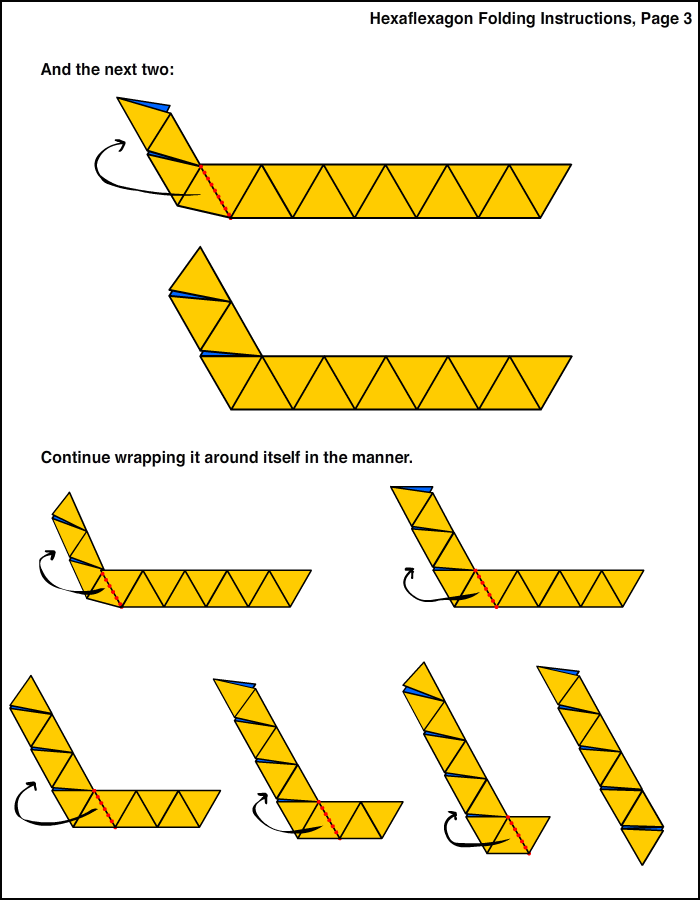 Hexaflexagon Folding Instructions, Page 3
And the next two:
Continue wrapping it around itself in the manner.